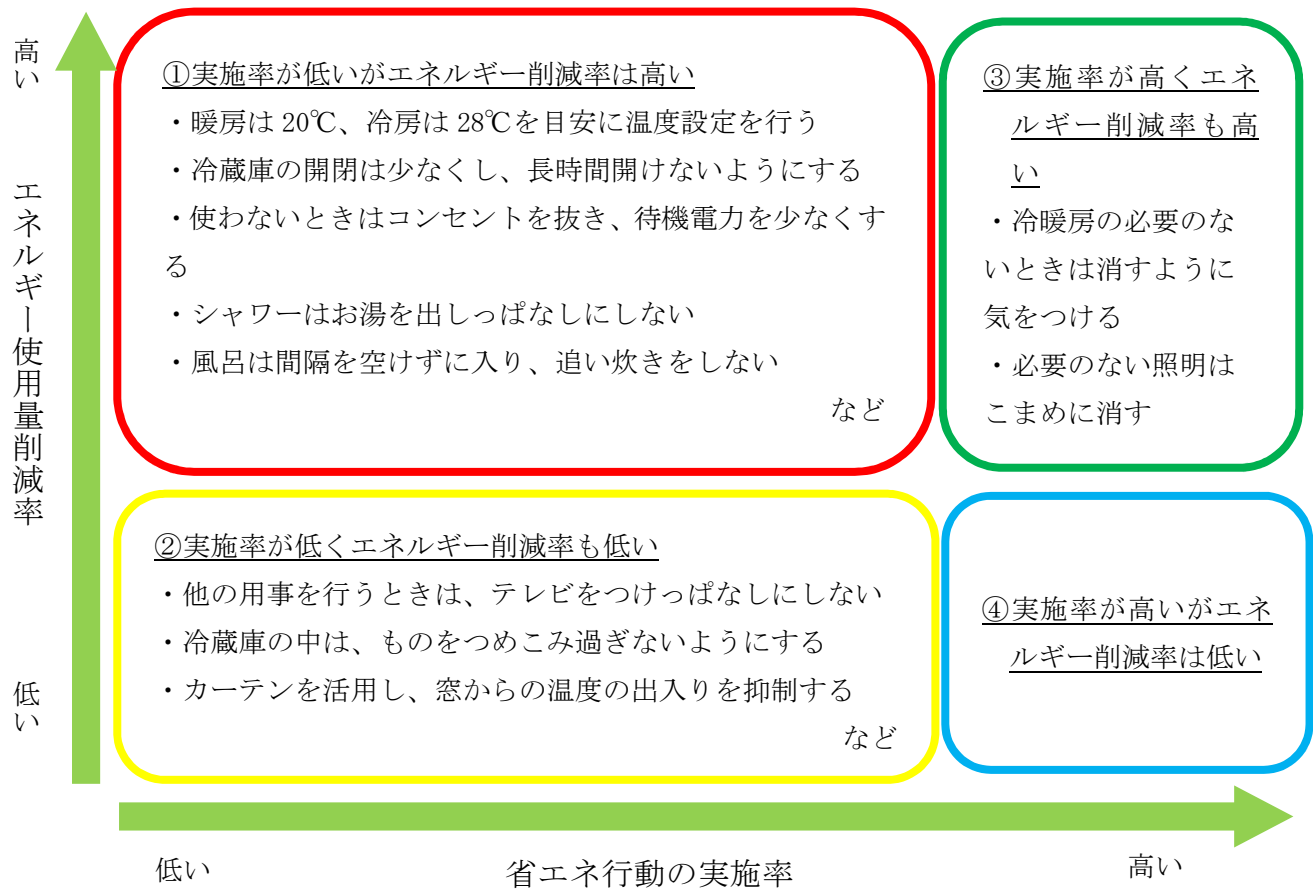 高い
エネルギー使用量削減率
低い
①実施率が低いがエネルギー削減率は高い
・暖房は 20℃、冷房は 28℃を目安に温度設定を行う
・冷蔵庫の開閉は少なくし、長時間開けないようにする
・使わないときはコンセントを抜き、待機電力を少なくす
る
・シャワーはお湯を出しっぱなしにしない
・風呂は間隔を空けずに入り、追い炊きをしない
など
③実施率が高くエネ
ルギー削減率も高
い
・冷暖房の必要のな
いときは消すように
気をつける
・必要のない照明は
こまめに消す
②実施率が低くエネルギー削減率も低い
・他の用事を行うときは、テレビをつけっぱなしにしない
・冷蔵庫の中は、ものをつめこみ過ぎないようにする
・カーテンを活用し、窓からの温度の出入りを抑制する
など
④実施率が高いがエネ
ルギー削減率は低い
低い
省エネ行動の実施率
高い